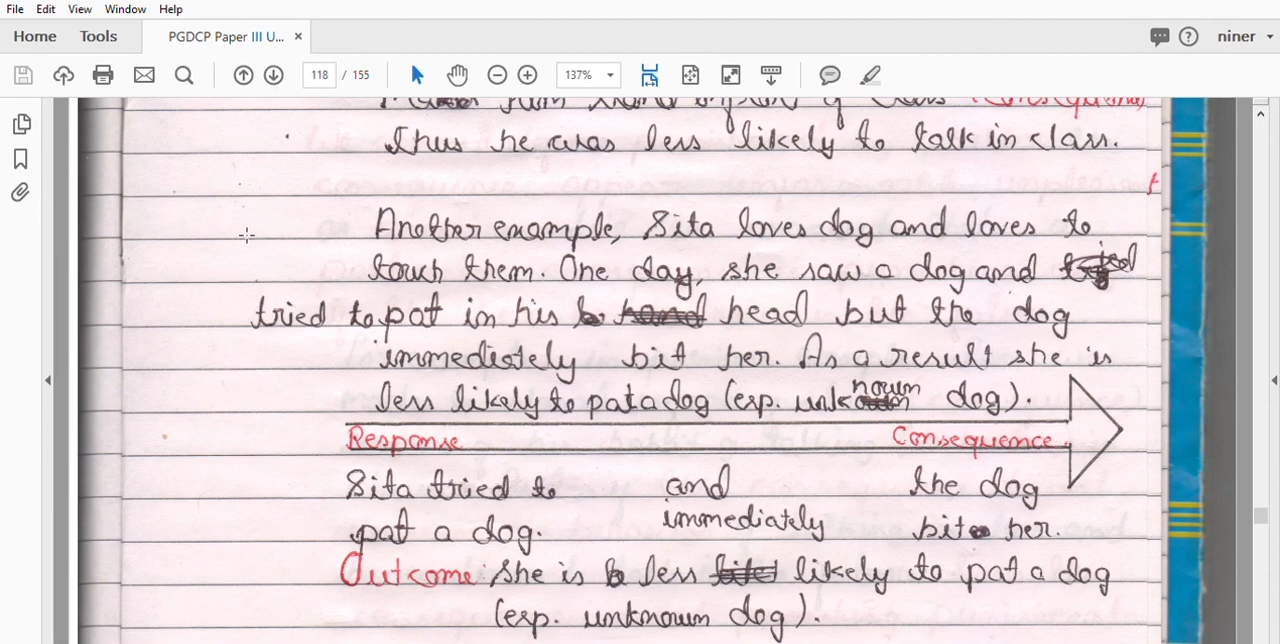 File Edit View Window Help
Home Tools PGDCP Paper III U... × niner
118 / 155 137%
Thus he was less likely to talk in class.
Another example, Sita loves dog and loves to
touch them. One day, she saw a dog and
tried to pat in his head but the dog
immediately bit her. As a result she is
less likely to pat a dog (esp. unknown dog).
Response Consequence
Sita tried to and the dog
pat a dog. immediately bit her.
Outcome: She is less likely to pat a dog
(esp. unknown dog).